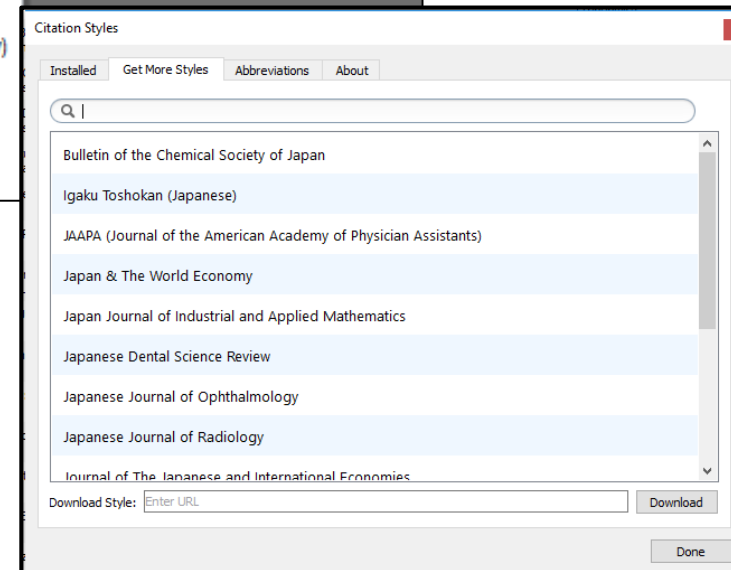 Citation Styles
Installed Get More Styles Abbreviations About
Bulletin of the Chemical Society of Japan
Igaku Toshokan (Japanese)
JAAPA (Journal of the American Academy of Physician Assistants)
Japan & The World Economy
Japan Journal of Industrial and Applied Mathematics
Japanese Dental Science Review
Japanese Journal of Ophthalmology
Japanese Journal of Radiology
Journal of The Japanese and International Economies
Download Style: Enter URL Download
Done